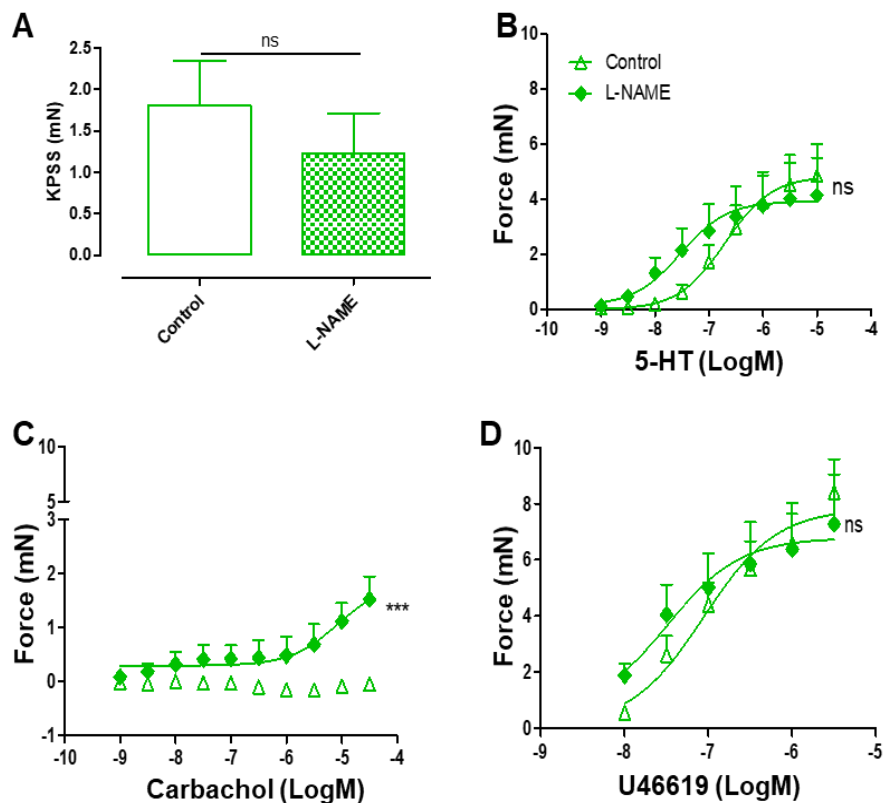 A
ns
KPSS (mN)
2.5
2.0
1.5
1.0
0.5
0.0
Control
L-NAME
B
Control
L-NAME
Force (mN)
10
8
6
4
2
0
ns
-10 -9 -8 -7 -6 -5 -4
5-HT (LogM)
C
Force (mN)
10
5
3
2
1
0
-1
***
-10 -9 -8 -7 -6 -5 -4
Carbachol (LogM)
D
Force (mN)
10
8
6
4
2
0
ns
-9 -8 -7 -6 -5
U46619 (LogM)